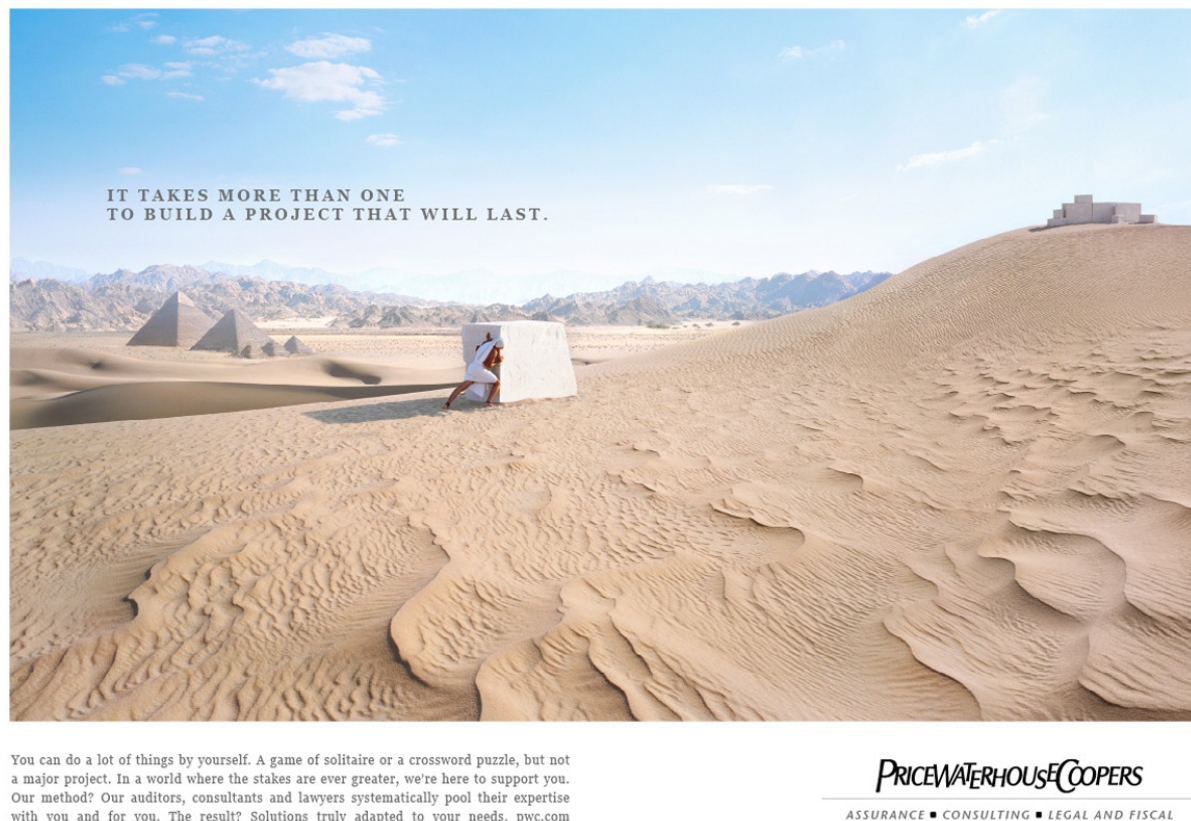 IT TAKES MORE THAN ONE
TO BUILD A PROJECT THAT WILL LAST.
You can do a lot of things by yourself. A game of solitaire or a crossword puzzle, but not
a major project. In a world where the stakes are ever greater, we're here to support you.
Our method? Our auditors, consultants and lawyers systematically pool their expertise
with you and for you. The result? Solutions truly adapted to your needs. pwc.com
PRICEWATERHOUSECOOPERS
ASSURANCE ■ CONSULTING ■ LEGAL AND FISCAL